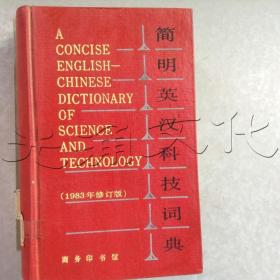 A
CONCISE
ENGLISH—
CHINESE
DICTIONARY
OF
SCIENCE
AND
TECHNOLOGY
(1983年修订版)
简明英汉科技词典
商务印书馆